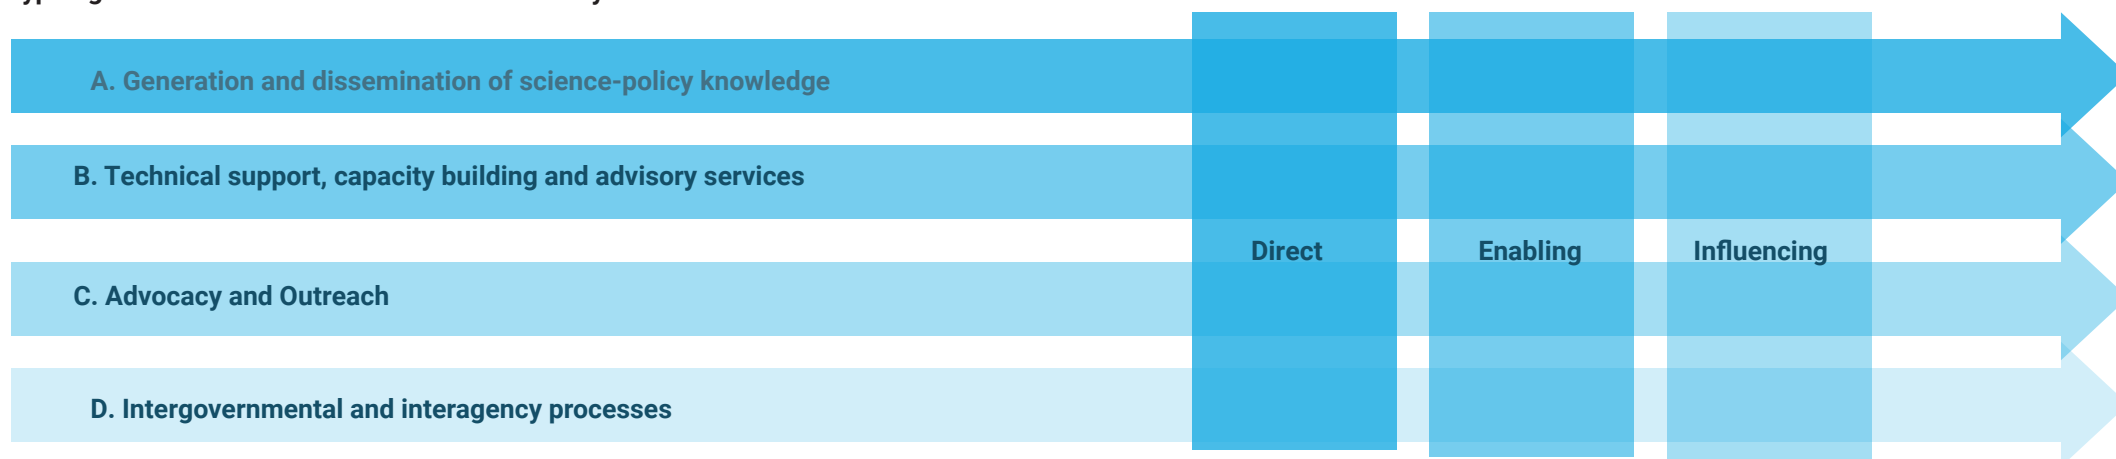 A. Generation and dissemination of science-policy knowledge
B. Technical support, capacity building and advisory services
Direct
Enabling
Influencing
C. Advocacy and Outreach
D. Intergovernmental and interagency processes